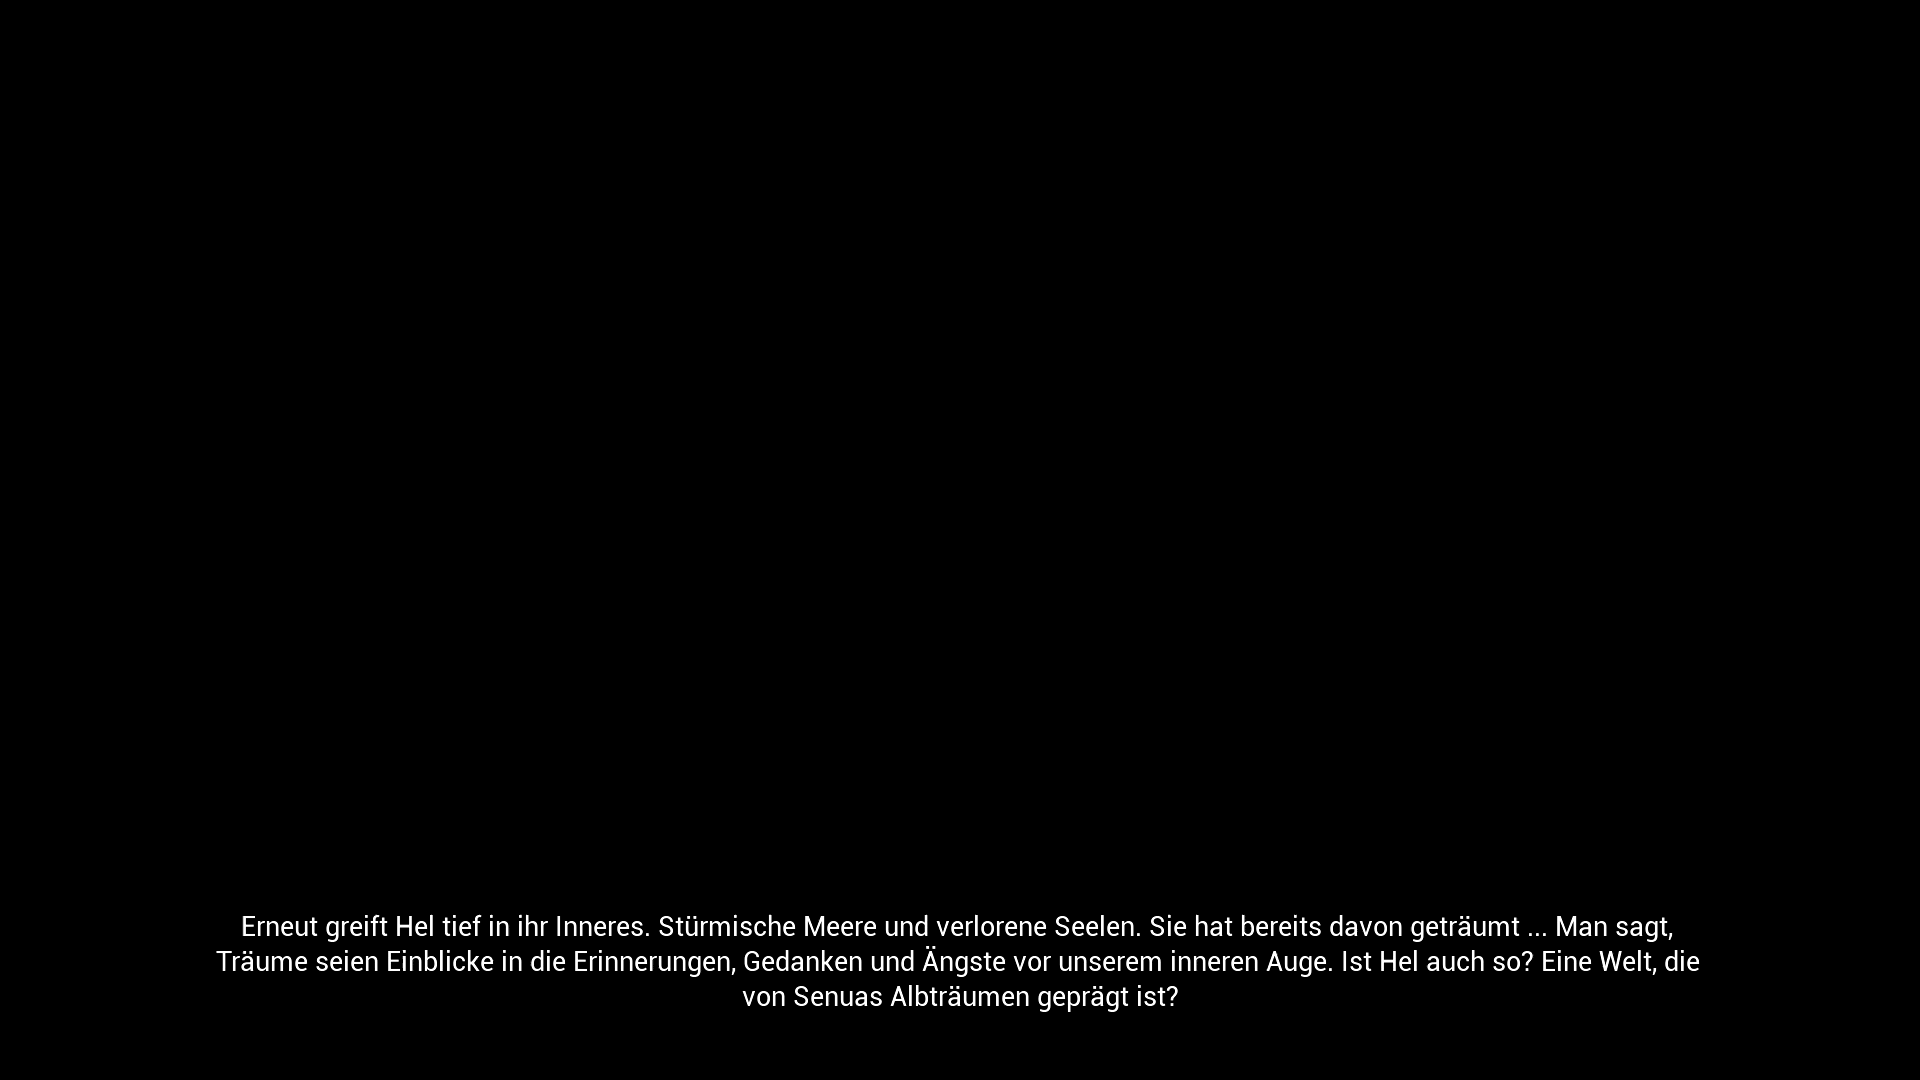 Erneut greift Hel tief in ihr Inneres. Stürmische Meere und verlorene Seelen. Sie hat bereits davon geträumt ... Man sagt,
Träume seien Einblicke in die Erinnerungen, Gedanken und Ängste vor unserem inneren Auge. Ist Hel auch so? Eine Welt, die
von Senuas Albträumen geprägt ist?